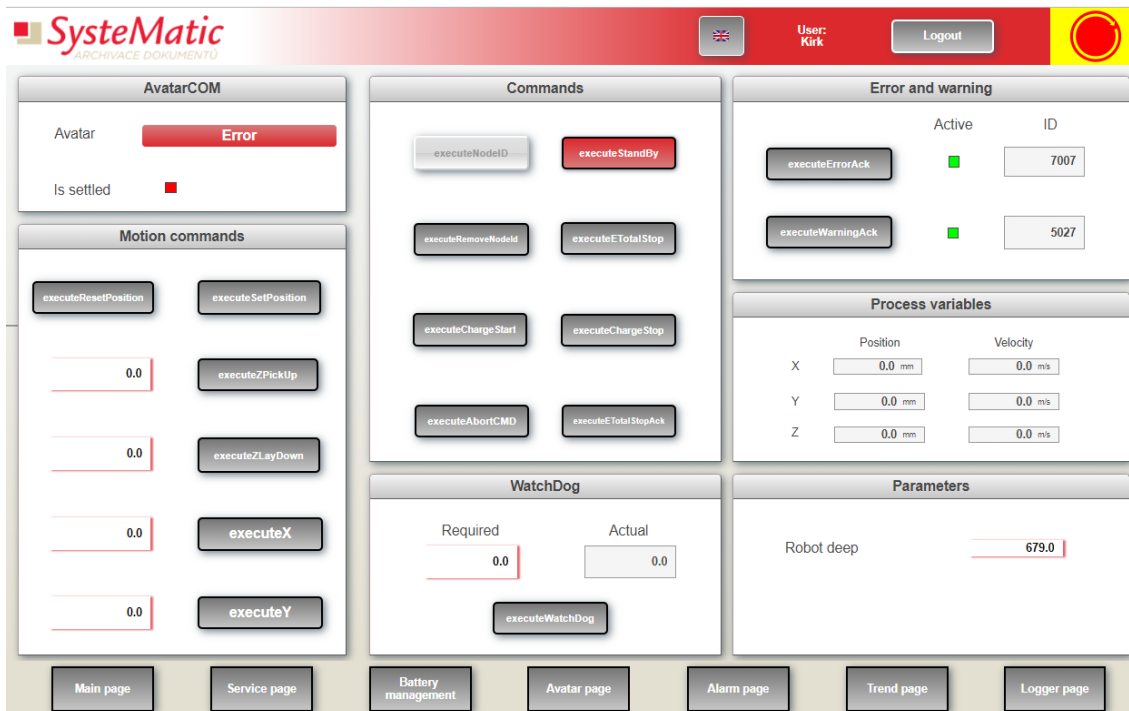 SysteMatic
ARCHIVACE DOKUMENTŮ
User:
Kirk
Logout
AvatarCOM
Avatar
Error
Is settled
Motion commands
executeResetPosition
executeSetPosition
0.0
executeZPickUp
0.0
executeZLayDown
0.0
executeX
0.0
executeY
Commands
executeNodeID
executeStandBy
executeRemoveNodeId
executeETotalStop
executeChargeStart
executeChargeStop
executeAbortCMD
executeETotalStopAck
WatchDog
Required
Actual
0.0
0.0
executeWatchDog
Error and warning
Active
ID
executeErrorAck
7007
executeWarningAck
5027
Process variables
Position
Velocity
X
0.0 mm
0.0 m/s
Y
0.0 mm
0.0 m/s
Z
0.0 mm
0.0 m/s
Parameters
Robot deep
679.0
Main page
Service page
Battery
management
Avatar page
Alarm page
Trend page
Logger page